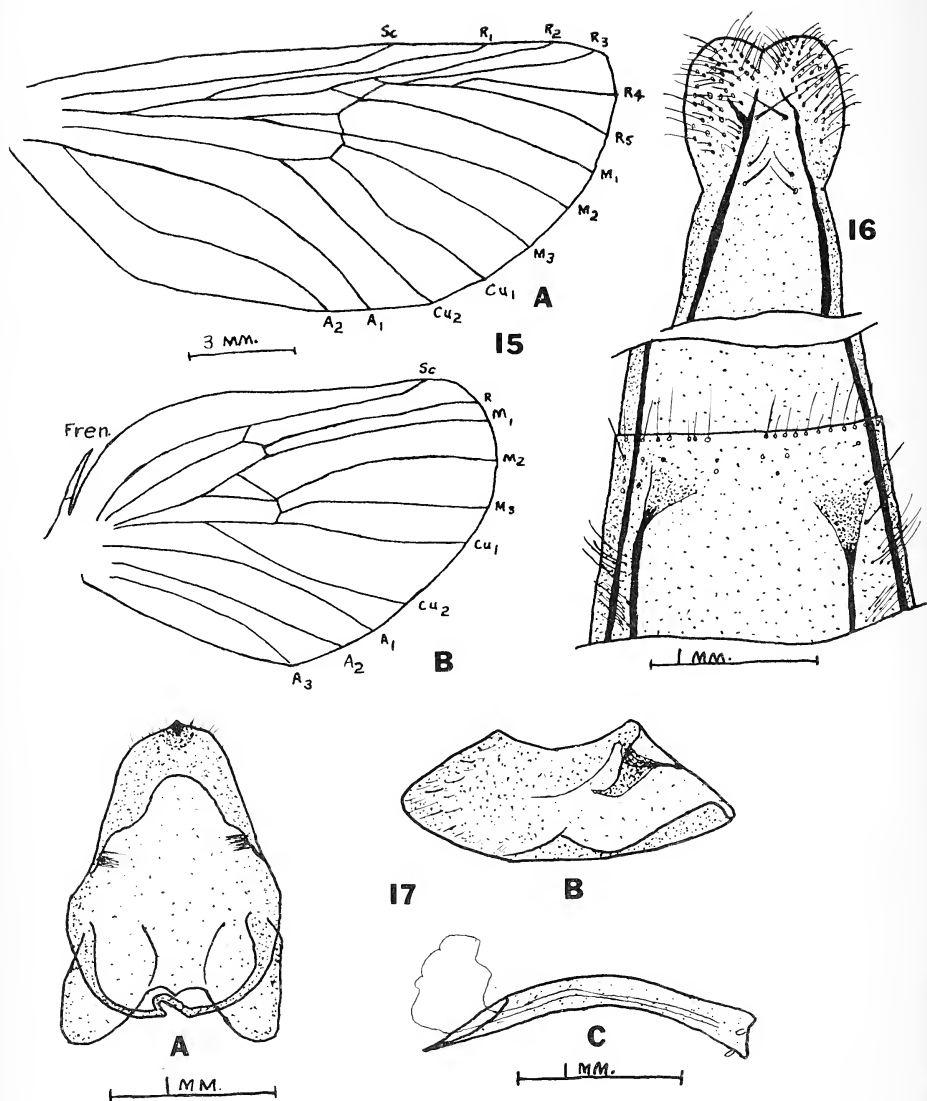 Sc R₁ R₂ R₃
R₄
R₅
M₁
M₂
M₃
Cu₁
Cu₂
A₁
A₂
A
3 MM.
15
Sc
R
M₁
M₂
M₃
Cu₁
Cu₂
A₁
A₂
A₃
Fren.
B
16
1 MM.
A
1 MM.
17
B
C
1 MM.